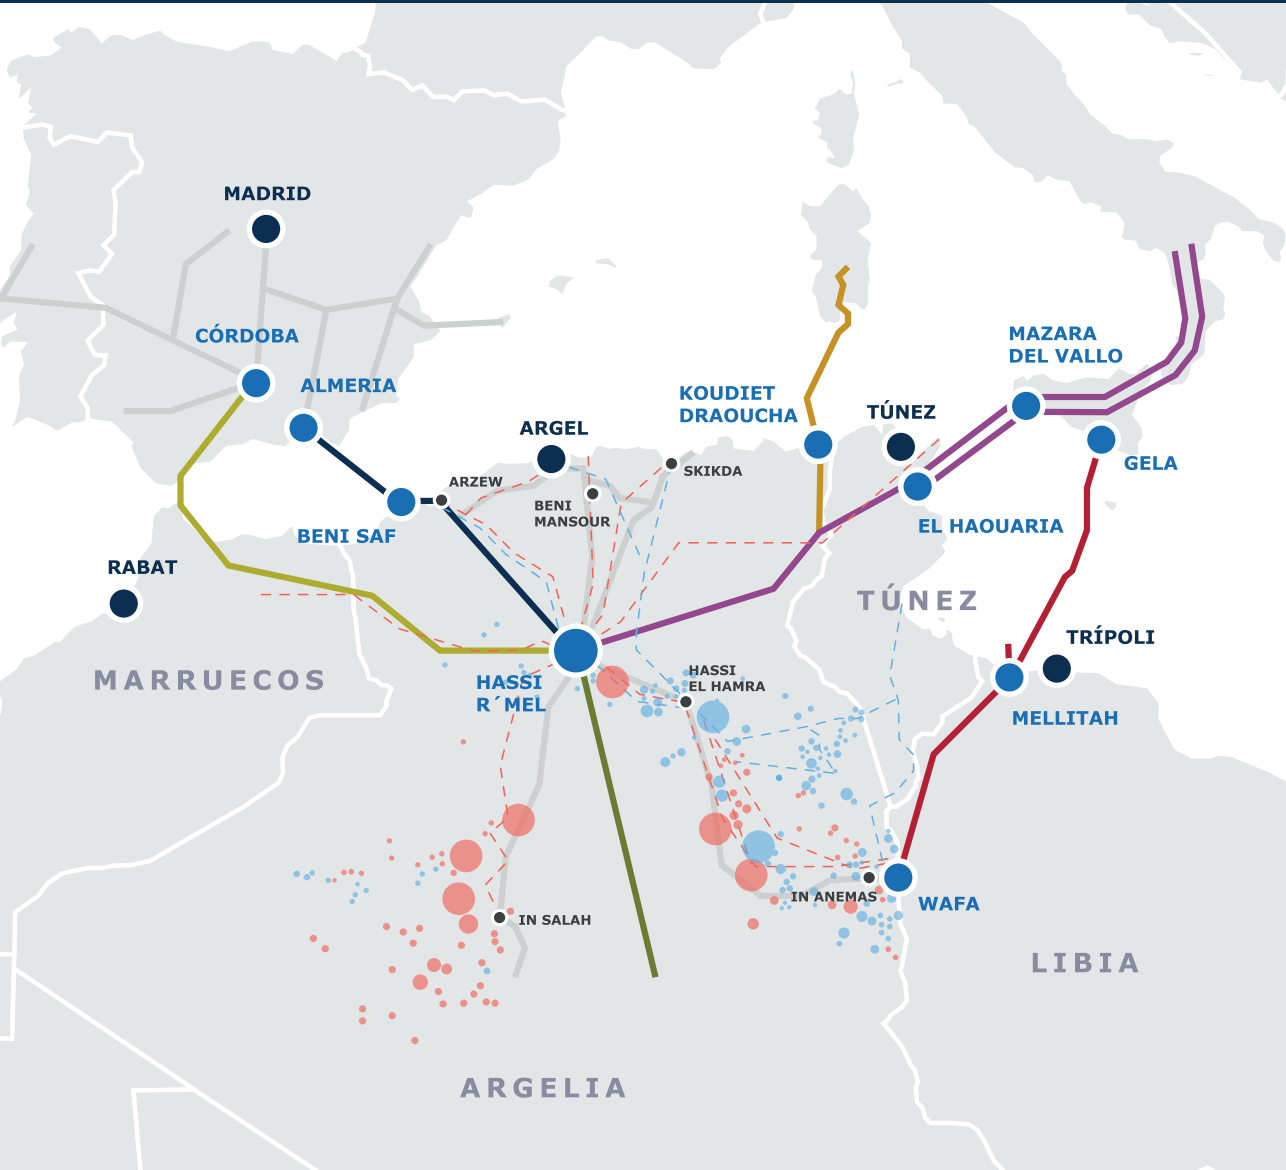 MADRID
CÓRDOBA
MAZARA
DEL VALLO
ALMERIA
KOUDIET
DRAOUCHA
TÚNEZ
ARGEL
GELA
SKIKDA
ARZEW
BENI
MANSOUR
EL HAOUARIA
BENI SAF
RABAT
TÚNEZ
TRÍPOLI
MARRUECOS
HASSI
EL HAMRA
HASSI
R´MEL
MELLITAH
IN ANEMAS
WAFA
IN SALAH
LIBIA
ARGELIA